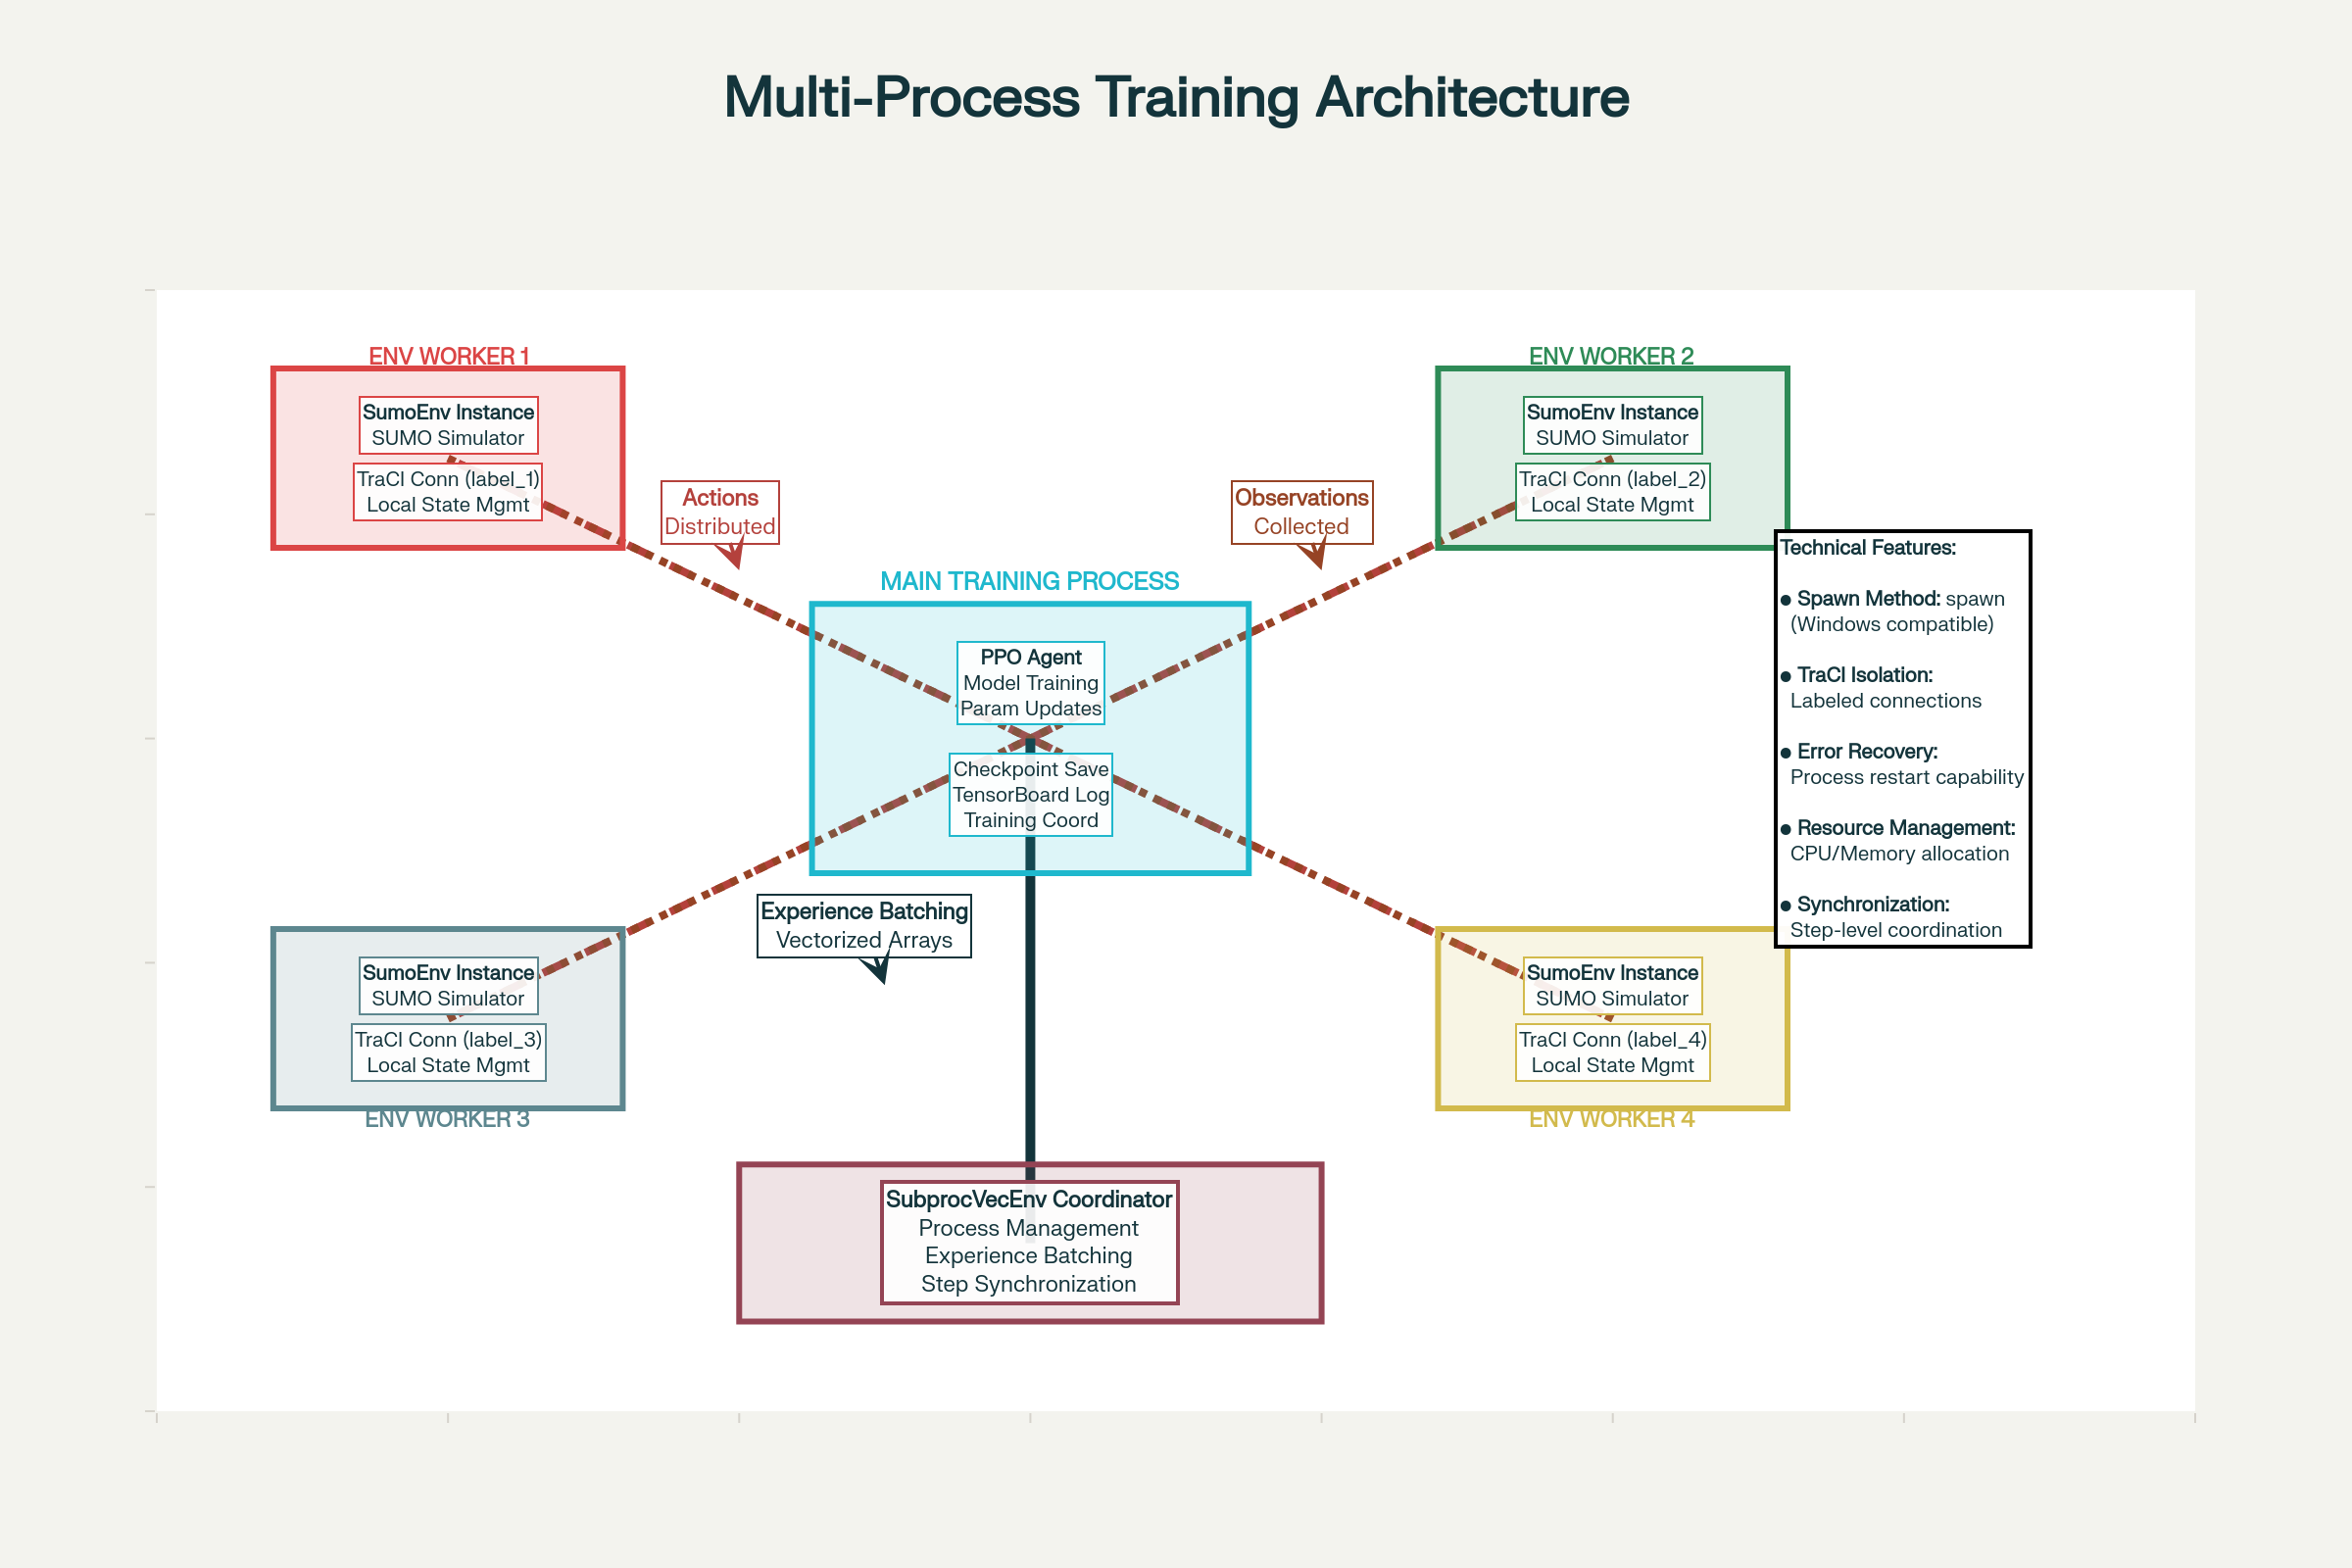 Multi-Process Training Architecture
ENV WORKER 1
SumoEnv Instance
SUMO Simulator
TraCI Conn (label_1)
Local State Mgmt
ENV WORKER 2
SumoEnv Instance
SUMO Simulator
TraCI Conn (label_2)
Local State Mgmt
Actions
Distributed
Observations
Collected
MAIN TRAINING PROCESS
PPO Agent
Model Training
Param Updates
Checkpoint Save
TensorBoard Log
Training Coord
Technical Features:
● Spawn Method: spawn
(Windows compatible)
● TraCI Isolation:
Labeled connections
● Error Recovery:
Process restart capability
● Resource Management:
CPU/Memory allocation
● Synchronization:
Step-level coordination
Experience Batching
Vectorized Arrays
SumoEnv Instance
SUMO Simulator
TraCI Conn (label_3)
Local State Mgmt
ENV WORKER 3
SumoEnv Instance
SUMO Simulator
TraCI Conn (label_4)
Local State Mgmt
ENV WORKER 4
SubprocVecEnv Coordinator
Process Management
Experience Batching
Step Synchronization